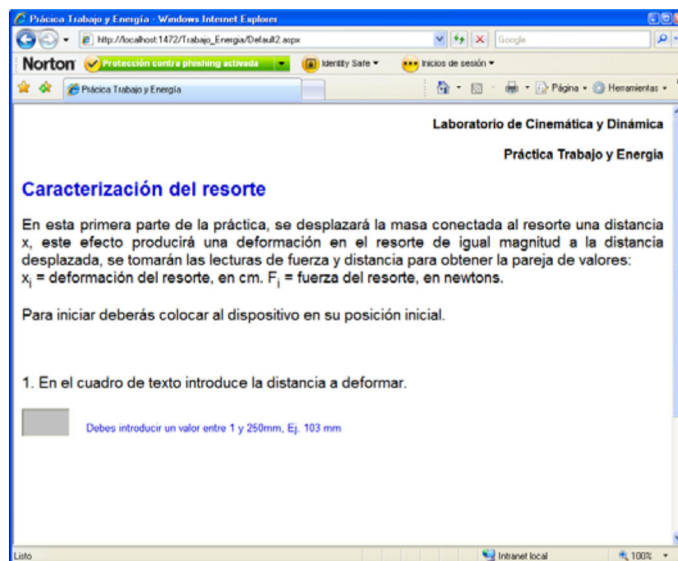 Prácica Trabajo y Energía - Windows Internet Explorer
http://localhost:1472/Trabajo_Energia/Default2.aspx
Google
Norton
Protección contra phishing activada
Identity Safe
Inicios de sesión
Prácica Trabajo y Energía
Página
Herramientas
Laboratorio de Cinemática y Dinámica
Práctica Trabajo y Energia
Caracterización del resorte
En esta primera parte de la práctica, se desplazará la masa conectada al resorte una distancia
x, este efecto producirá una deformación en el resorte de igual magnitud a la distancia
desplazada, se tomarán las lecturas de fuerza y distancia para obtener la pareja de valores:
xi = deformación del resorte, en cm. Fi = fuerza del resorte, en newtons.
Para iniciar deberás colocar al dispositivo en su posición inicial.
1. En el cuadro de texto introduce la distancia a deformar.
Debes introducir un valor entre 1 y 250mm, Ej. 103 mm
Listo
Intranet local
100%